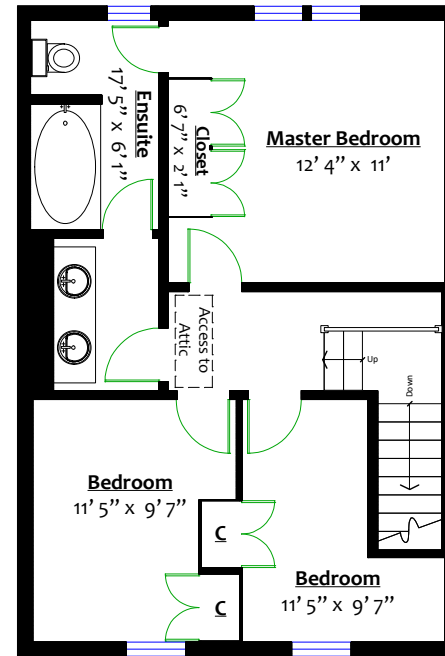 Ensuite
17' 5" x 6' 1"
Closet
6' 7" x 2' 1"
Master Bedroom
12' 4" x 11'
Access to
Attic
Up
Down
Bedroom
11' 5" x 9' 7"
C
C
Bedroom
11' 5" x 9' 7"